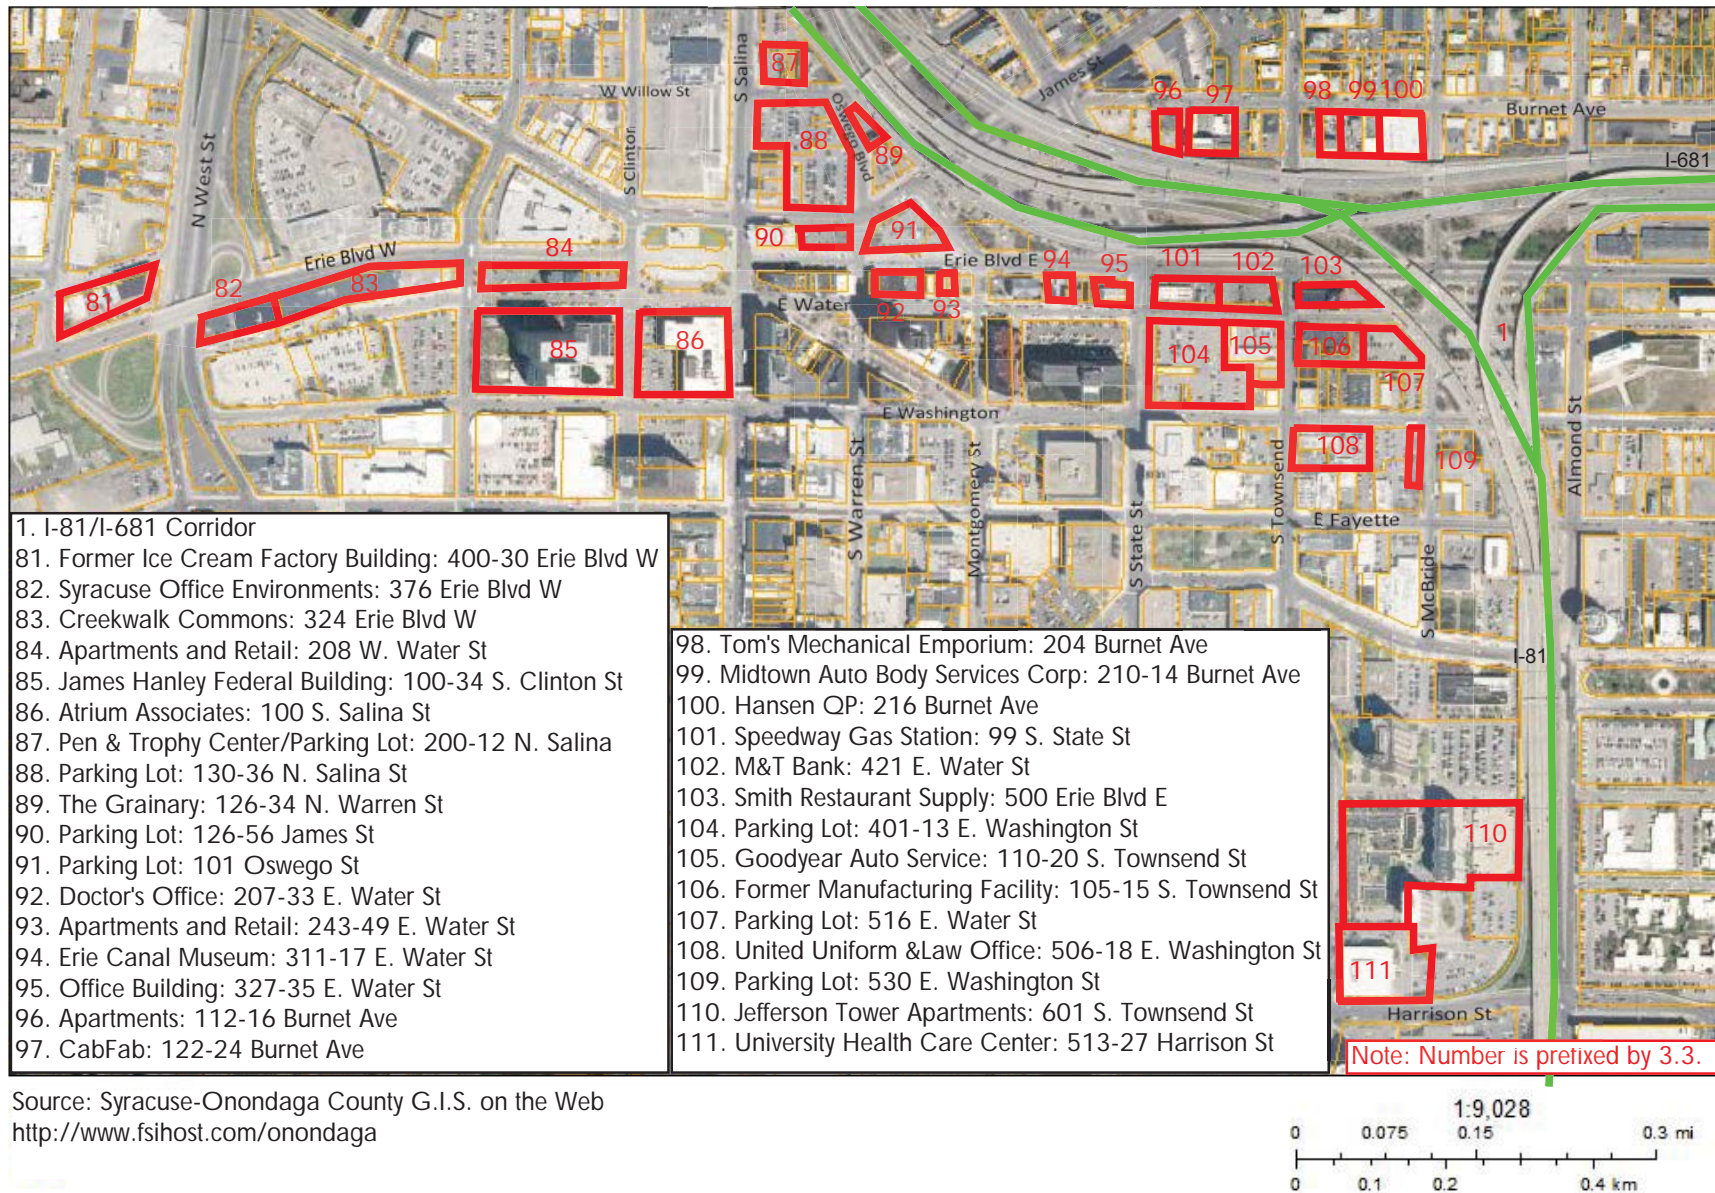 87
S Salina
W Willow St
Oswego Blvd
James St
96
97
98
99
100
Burnet Ave
88
89
I-681
N West St
S Clinton
90
91
84
Erie Blvd W
Erie Blvd E
94
95
101
102
103
81
82
83
E Water
92
93
85
86
104
105
106
107
1
E Washington
108
109
S Warren St
Montgomery St
S State St
S Townsend
Almond St
E Fayette
S McBride
I-81
110
111
Harrison St
1. I-81/I-681 Corridor
81. Former Ice Cream Factory Building: 400-30 Erie Blvd W
82. Syracuse Office Environments: 376 Erie Blvd W
83. Creekwalk Commons: 324 Erie Blvd W
84. Apartments and Retail: 208 W. Water St
85. James Hanley Federal Building: 100-34 S. Clinton St
86. Atrium Associates: 100 S. Salina St
87. Pen & Trophy Center/Parking Lot: 200-12 N. Salina
88. Parking Lot: 130-36 N. Salina St
89. The Grainary: 126-34 N. Warren St
90. Parking Lot: 126-56 James St
91. Parking Lot: 101 Oswego St
92. Doctor's Office: 207-33 E. Water St
93. Apartments and Retail: 243-49 E. Water St
94. Erie Canal Museum: 311-17 E. Water St
95. Office Building: 327-35 E. Water St
96. Apartments: 112-16 Burnet Ave
97. CabFab: 122-24 Burnet Ave
98. Tom's Mechanical Emporium: 204 Burnet Ave
99. Midtown Auto Body Services Corp: 210-14 Burnet Ave
100. Hansen QP: 216 Burnet Ave
101. Speedway Gas Station: 99 S. State St
102. M&T Bank: 421 E. Water St
103. Smith Restaurant Supply: 500 Erie Blvd E
104. Parking Lot: 401-13 E. Washington St
105. Goodyear Auto Service: 110-20 S. Townsend St
106. Former Manufacturing Facility: 105-15 S. Townsend St
107. Parking Lot: 516 E. Water St
108. United Uniform &Law Office: 506-18 E. Washington St
109. Parking Lot: 530 E. Washington St
110. Jefferson Tower Apartments: 601 S. Townsend St
111. University Health Care Center: 513-27 Harrison St
Note: Number is prefixed by 3.3.
Source: Syracuse-Onondaga County G.I.S. on the Web
http://www.fsihost.com/onondaga
1:9,028
0 0.075 0.15 0.3 mi
0 0.1 0.2 0.4 km